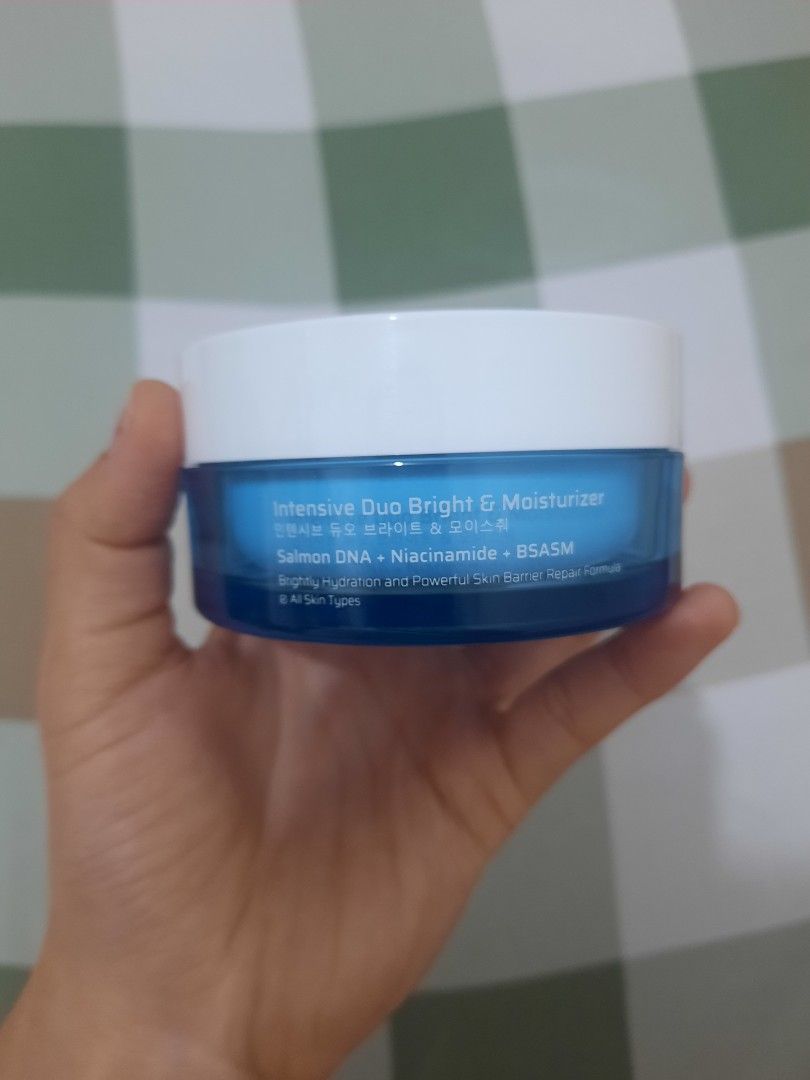 Intensive Duo Bright & Moisturizer
인텐시브 듀오 브라이트 & 모이스춰
Salmon DNA + Niacinamide + BSASM
Brightly Hydration and Powerful Skin Barrier Repair Formula
All Skin Types